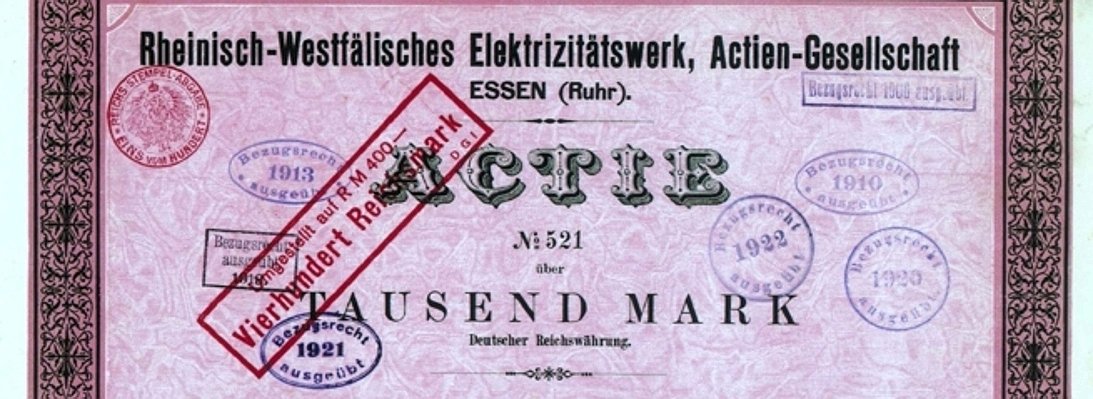 Rheinisch-Westfälisches Elektrizitätswerk, Actien-Gesellschaft
ESSEN (Ruhr).
REICHS STEMPEL-ABGABE
EINS VOM HUNDERT
Bezugsrecht 1906 ausgeübt
Bezugsrecht
1913
ausgeübt
ACTIE
Bezugsrecht
1910
ausgeübt
Umgestellt auf RM 400.—
Vierhundert Reichsmark
D G I
Bezugsrecht
1922
ausgeübt
№ 521
Bezugsrecht
ausgeübt
Bezugsrecht
1920
ausgeübt
über
TAUSEND MARK
Deutscher Reichswährung.
Bezugsrecht
1921
ausgeübt